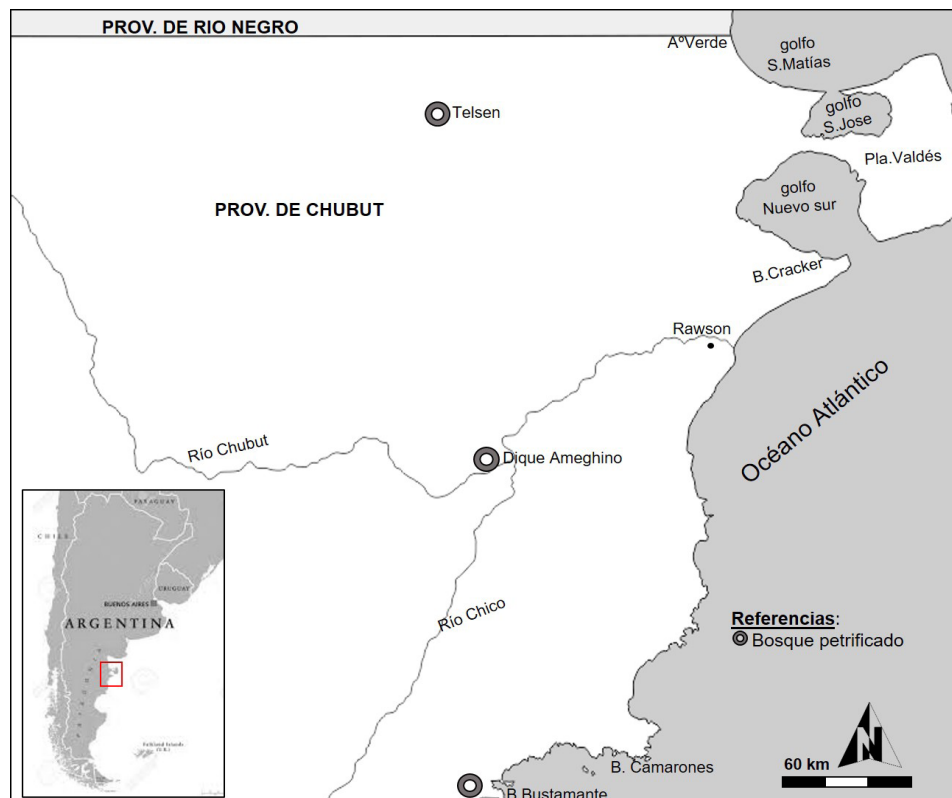 PROV. DE RIO NEGRO
AºVerde
golfo
S.Matías
Telsen
golfo
S.Jose
Pla.Valdés
PROV. DE CHUBUT
golfo
Nuevo sur
B.Cracker
Rawson
Océano Atlántico
Río Chubut
Dique Ameghino
Río Chico
PARAGUAY
CHILE
URUGUAY
BUENOS AIRES
ARGENTINA
Falkland Islands
(U.K.)
Referencias:
Bosque petrificado
N
60 km
B. Camarones
B.Bustamante